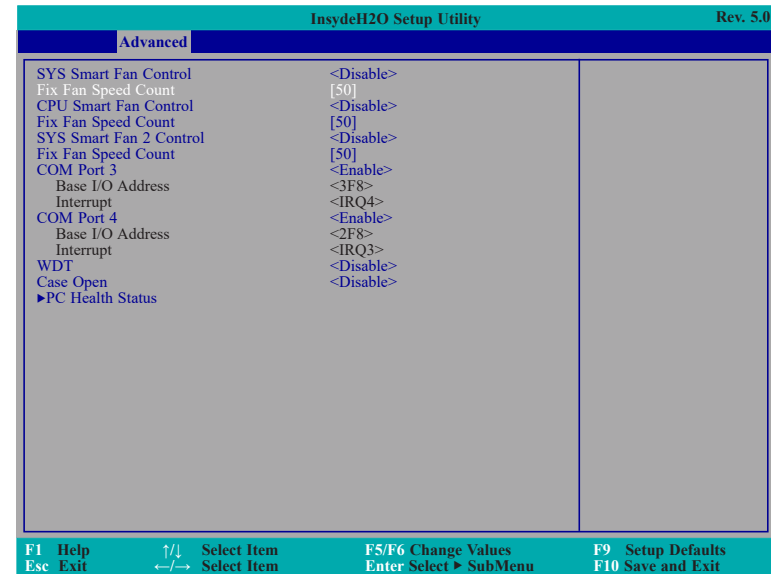 InsydeH2O Setup Utility Rev. 5.0
Advanced
SYS Smart Fan Control <Disable>
Fix Fan Speed Count [50]
CPU Smart Fan Control <Disable>
Fix Fan Speed Count [50]
SYS Smart Fan 2 Control <Disable>
Fix Fan Speed Count [50]
COM Port 3 <Enable>
Base I/O Address <3F8>
Interrupt <IRQ4>
COM Port 4 <Enable>
Base I/O Address <2F8>
Interrupt <IRQ3>
WDT <Disable>
Case Open <Disable>
►PC Health Status
F1 Help ↑/↓ Select Item F5/F6 Change Values F9 Setup Defaults
Esc Exit ←/→ Select Item Enter Select ► SubMenu F10 Save and Exit